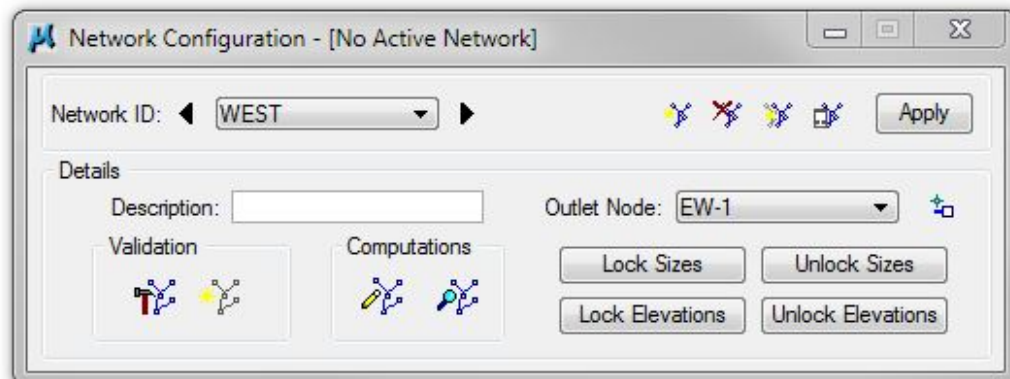 Network Configuration - [No Active Network]
Network ID: WEST Apply
Details
Description: Outlet Node: EW-1
Validation Computations
Lock Sizes Unlock Sizes
Lock Elevations Unlock Elevations